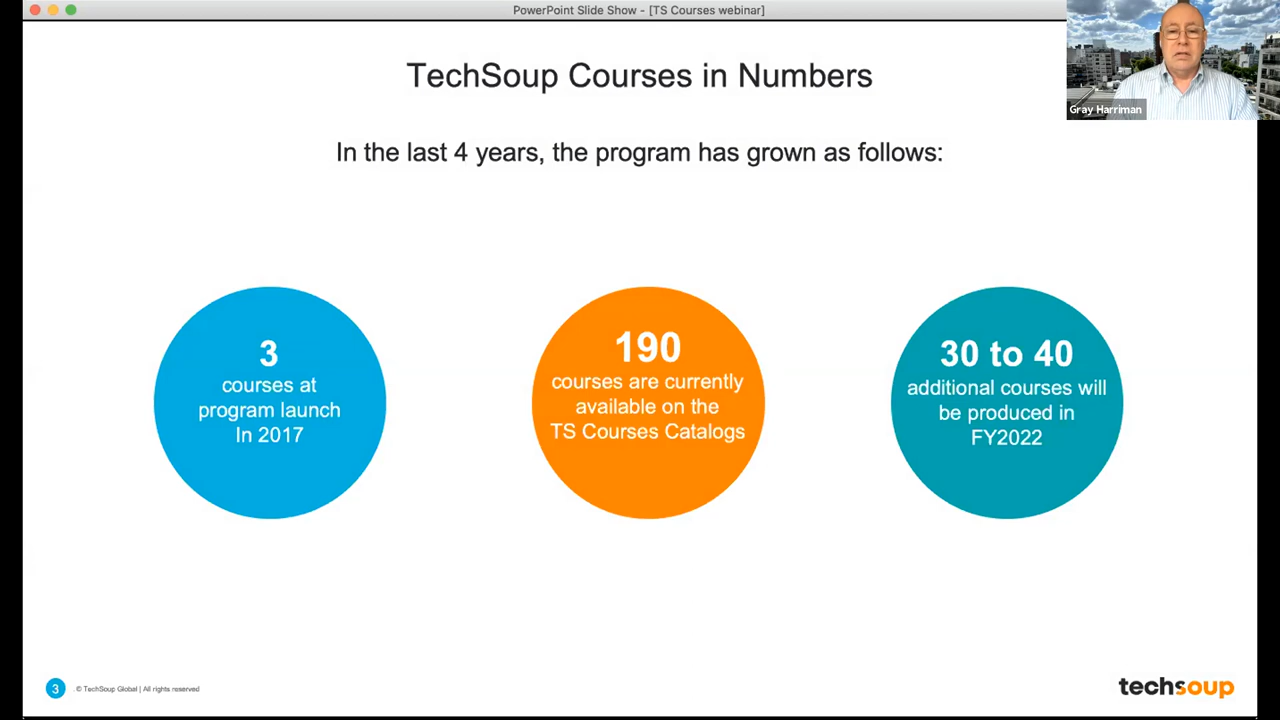 PowerPoint Slide Show - [TS Courses webinar]
TechSoup Courses in Numbers
Gray Harriman
In the last 4 years, the program has grown as follows:
3
courses at
program launch
In 2017
190
courses are currently
available on the
TS Courses Catalogs
30 to 40
additional courses will
be produced in
FY2022
3
© TechSoup Global | All rights reserved
techsoup